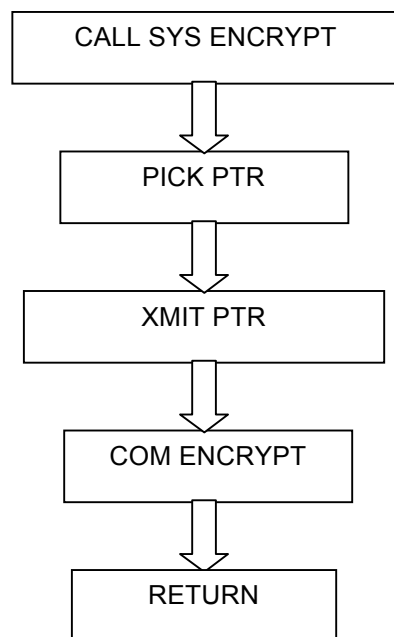 CALL SYS ENCRYPT
PICK PTR
XMIT PTR
COM ENCRYPT
RETURN